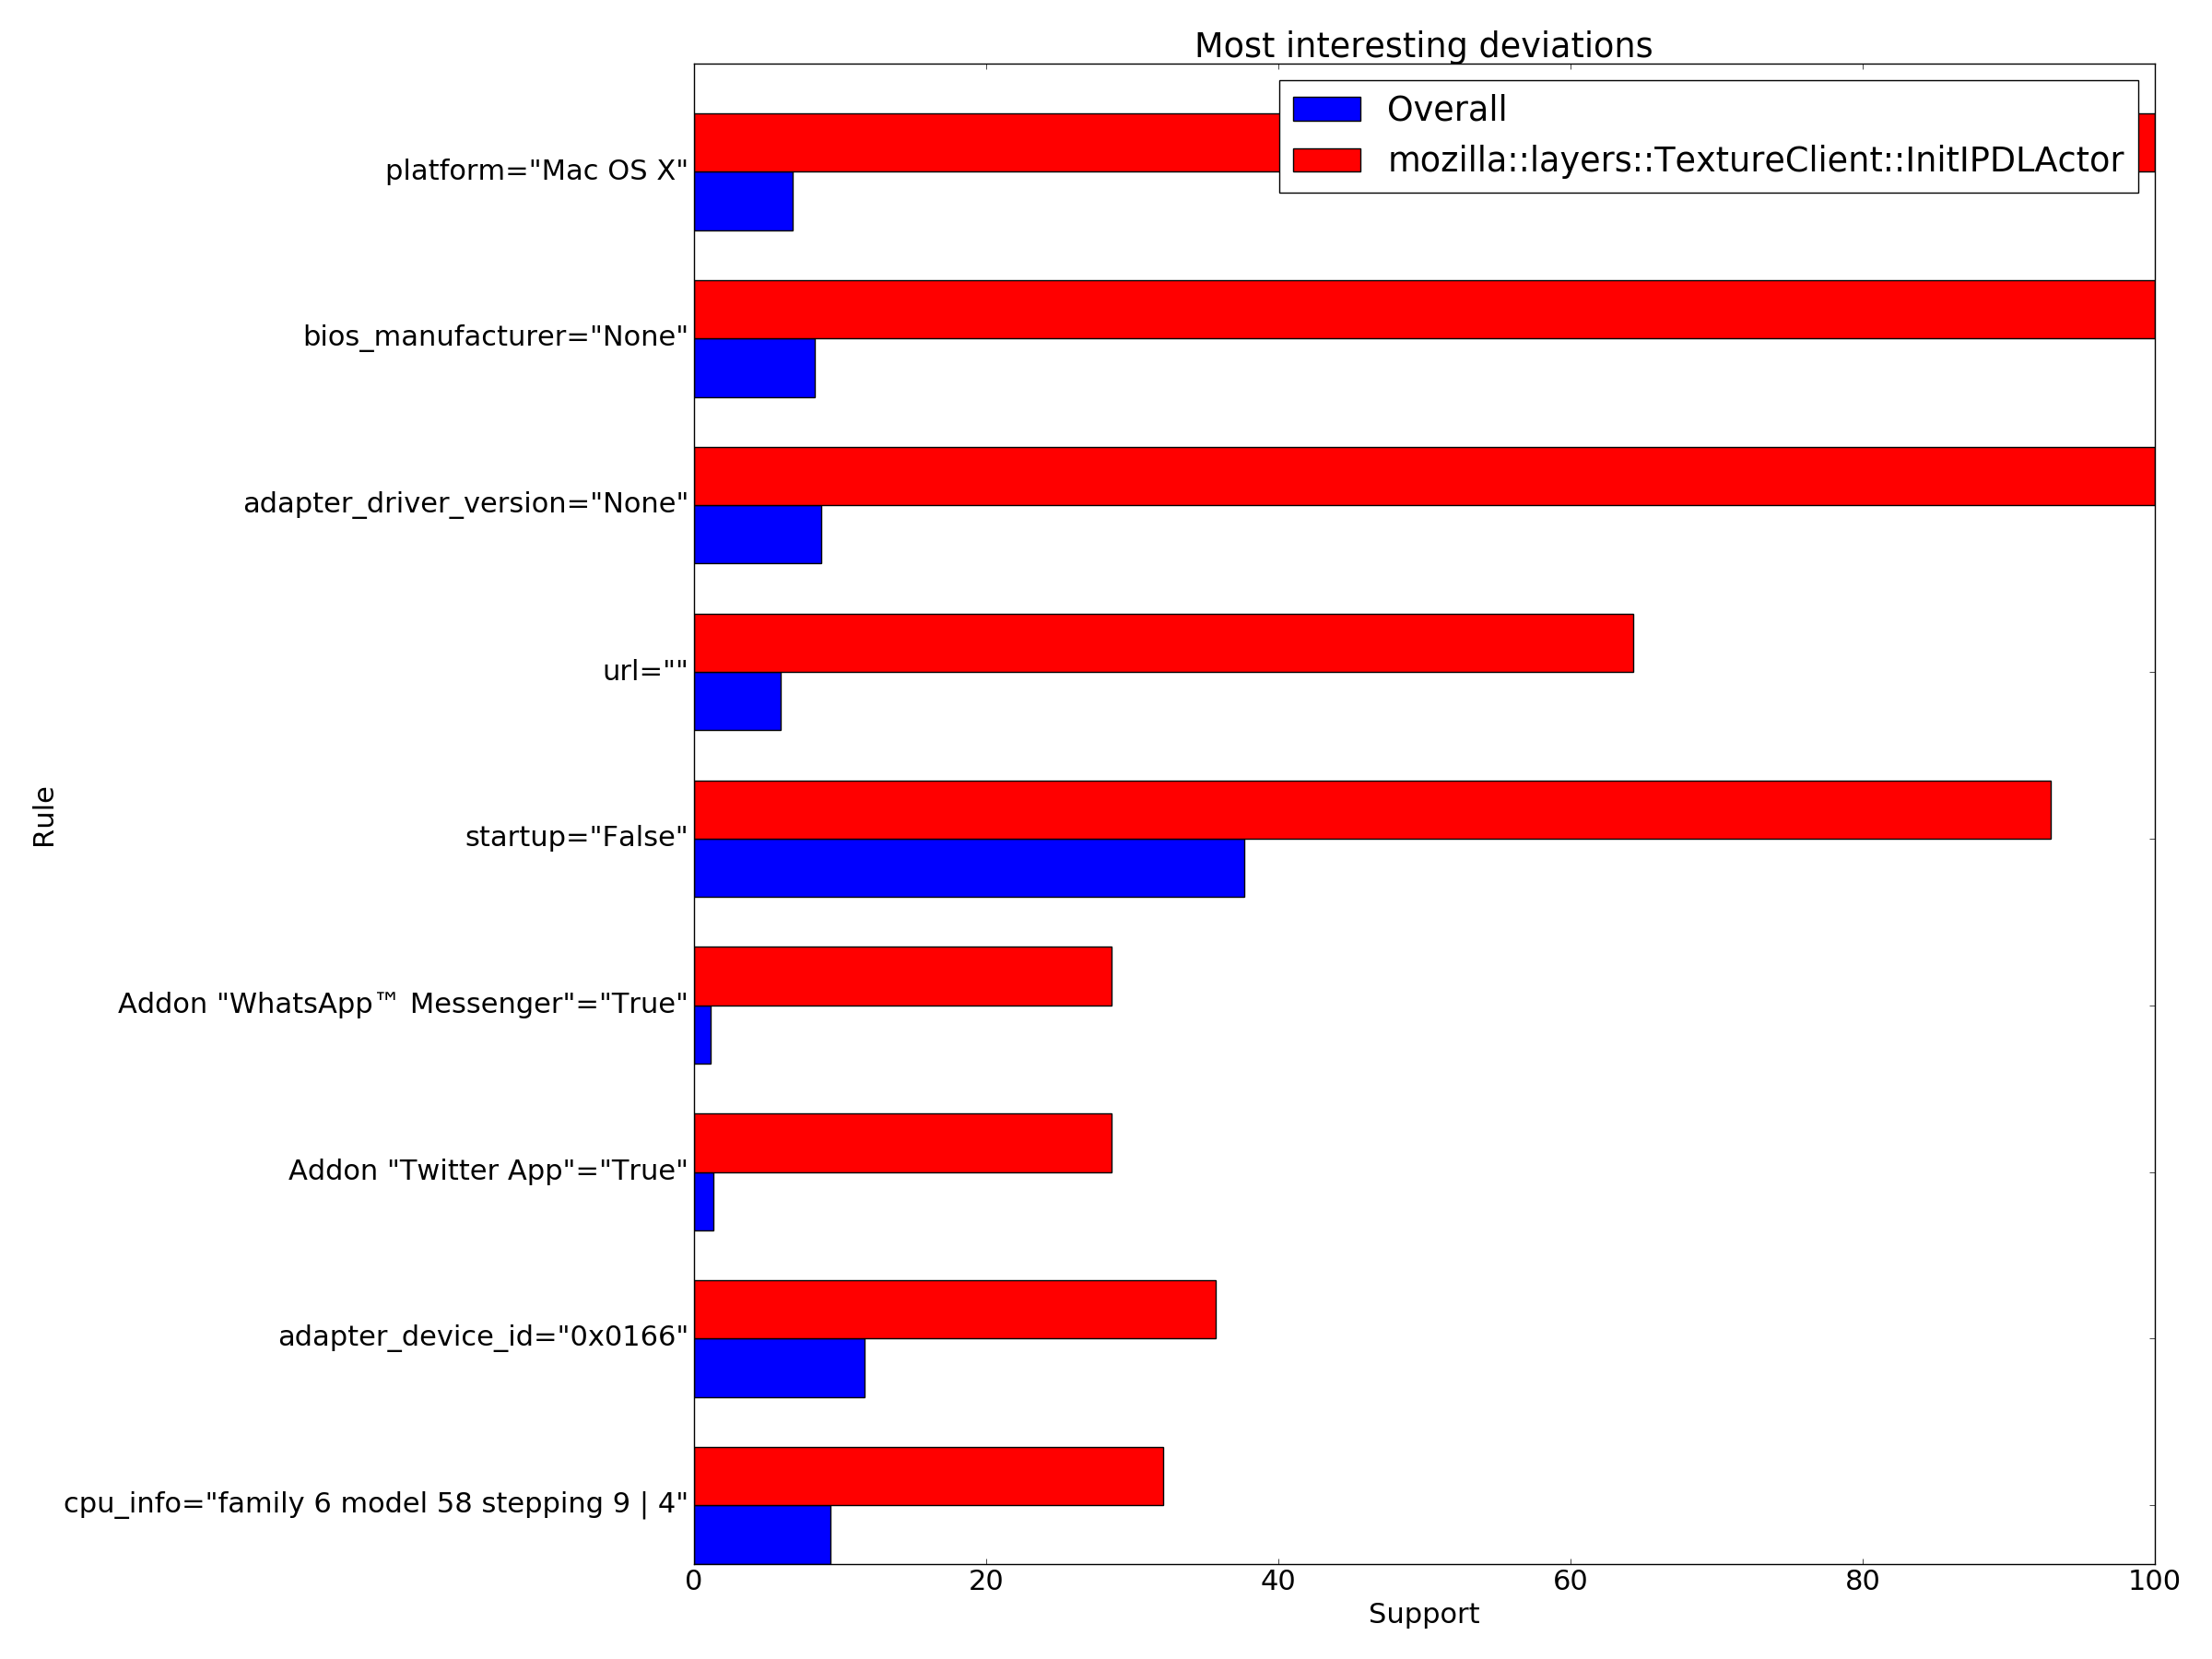 Most interesting deviations
Overall
mozilla::layers::TextureClient::InitIPDLActor
platform="Mac OS X"
bios_manufacturer="None"
adapter_driver_version="None"
url=""
startup="False"
Addon "WhatsApp™ Messenger"="True"
Addon "Twitter App"="True"
adapter_device_id="0x0166"
cpu_info="family 6 model 58 stepping 9 | 4"
Rule
0 20 40 60 80 100
Support